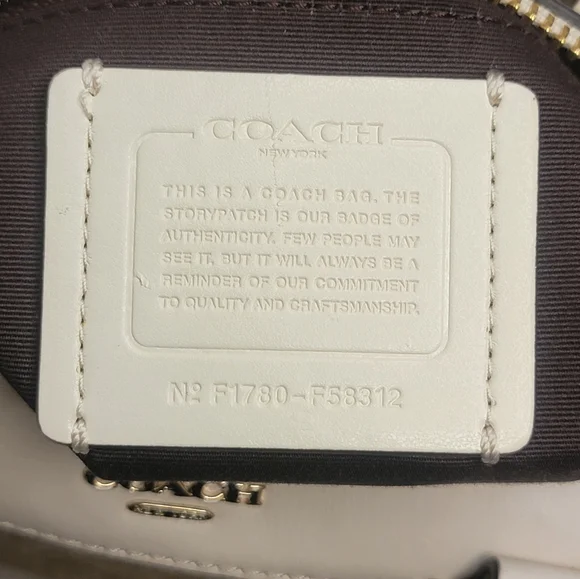 COACH
NEW YORK
THIS IS A COACH BAG. THE
STORYPATCH IS OUR BADGE OF
AUTHENTICITY. FEW PEOPLE MAY
SEE IT, BUT IT WILL ALWAYS BE A
REMINDER OF OUR COMMITMENT
TO QUALITY AND CRAFTSMANSHIP.
Nº F1780-F58312
COACH